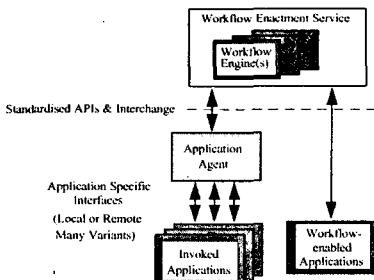 Workflow Enactment Service
Workflow
Engine(s)
Standardised APIs & Interchange
Application
Agent
Application Specific
Interfaces
(Local or Remote
Many Variants)
Invoked
Applications
Workflow-
enabled
Applications